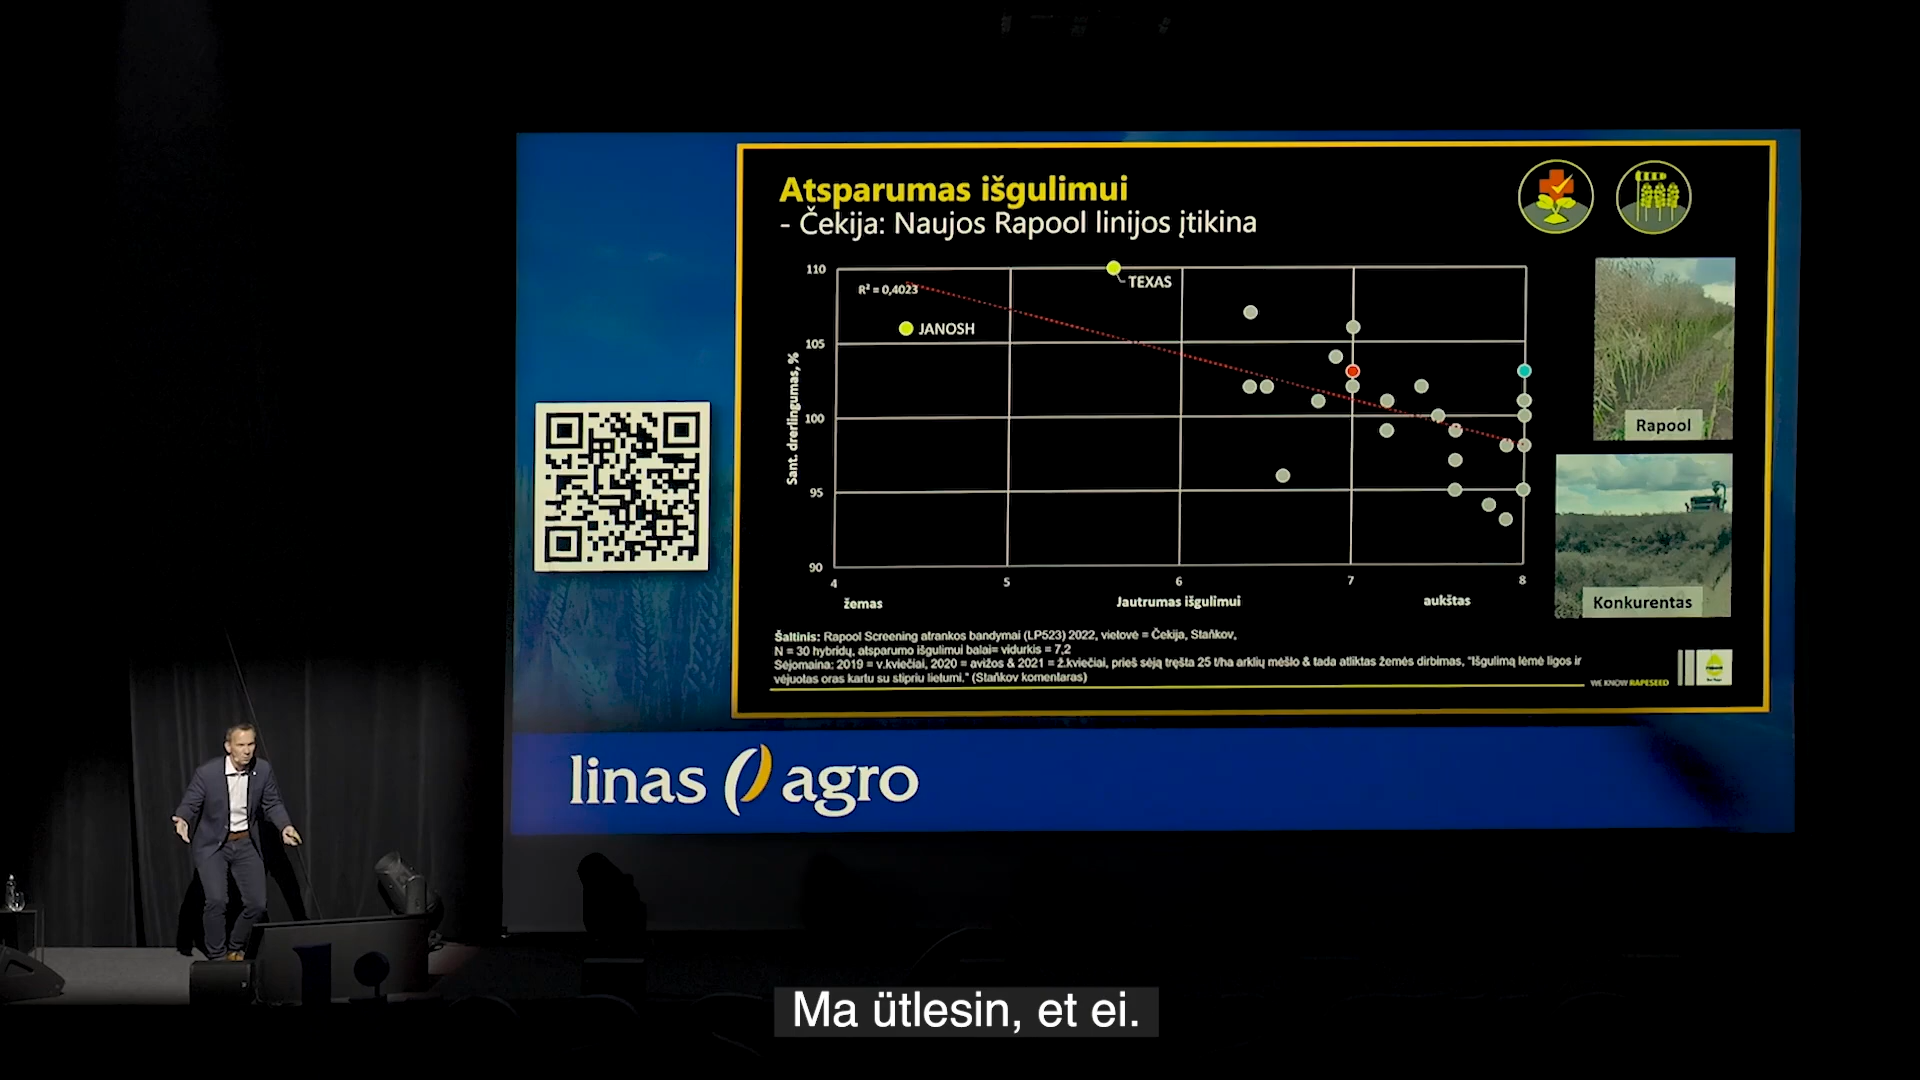 Atsparumas išgulimui
- Čekija: Naujos Rapool linijos įtikina
110
R² = 0,4023
TEXAS
JANOSH
105
Sant. drerlingumas, %
100
95
90
4
5
6
7
8
žemas
Jautrumas išgulimui
aukštas
Rapool
Konkurentas
Šaltinis: Rapool Screening atrankos bandymai (LP523) 2022, vietovė = Čekija, Staňkov,
N = 30 hybridų, atsparumo išgulimui balai= vidurkis = 7,2
Sėjomaina: 2019 = v.kviečiai, 2020 = avižos & 2021 = ž.kviečiai, prieš sėją tręšta 25 t/ha arklių mėšlo & tada atliktas žemės dirbimas, "Išgulimą lėmė ligos ir
vėjuotas oras kartu su stipriu lietumi." (Staňkov komentaras)
WE KNOW RAPESEED
linas agro
Ma ütlesin, et ei.